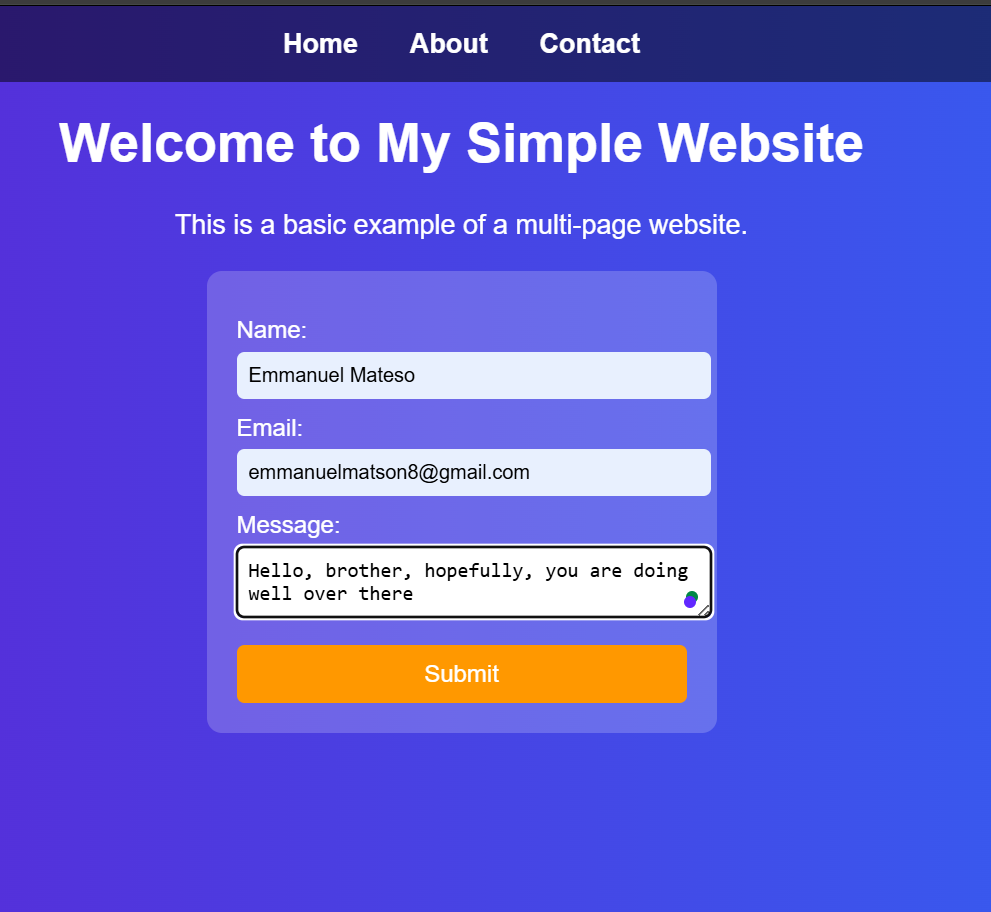 Home About Contact
Welcome to My Simple Website
This is a basic example of a multi-page website.
Name:
Emmanuel Mateso
Email:
emmanuelmatson8@gmail.com
Message:
Hello, brother, hopefully, you are doing
well over there
Submit